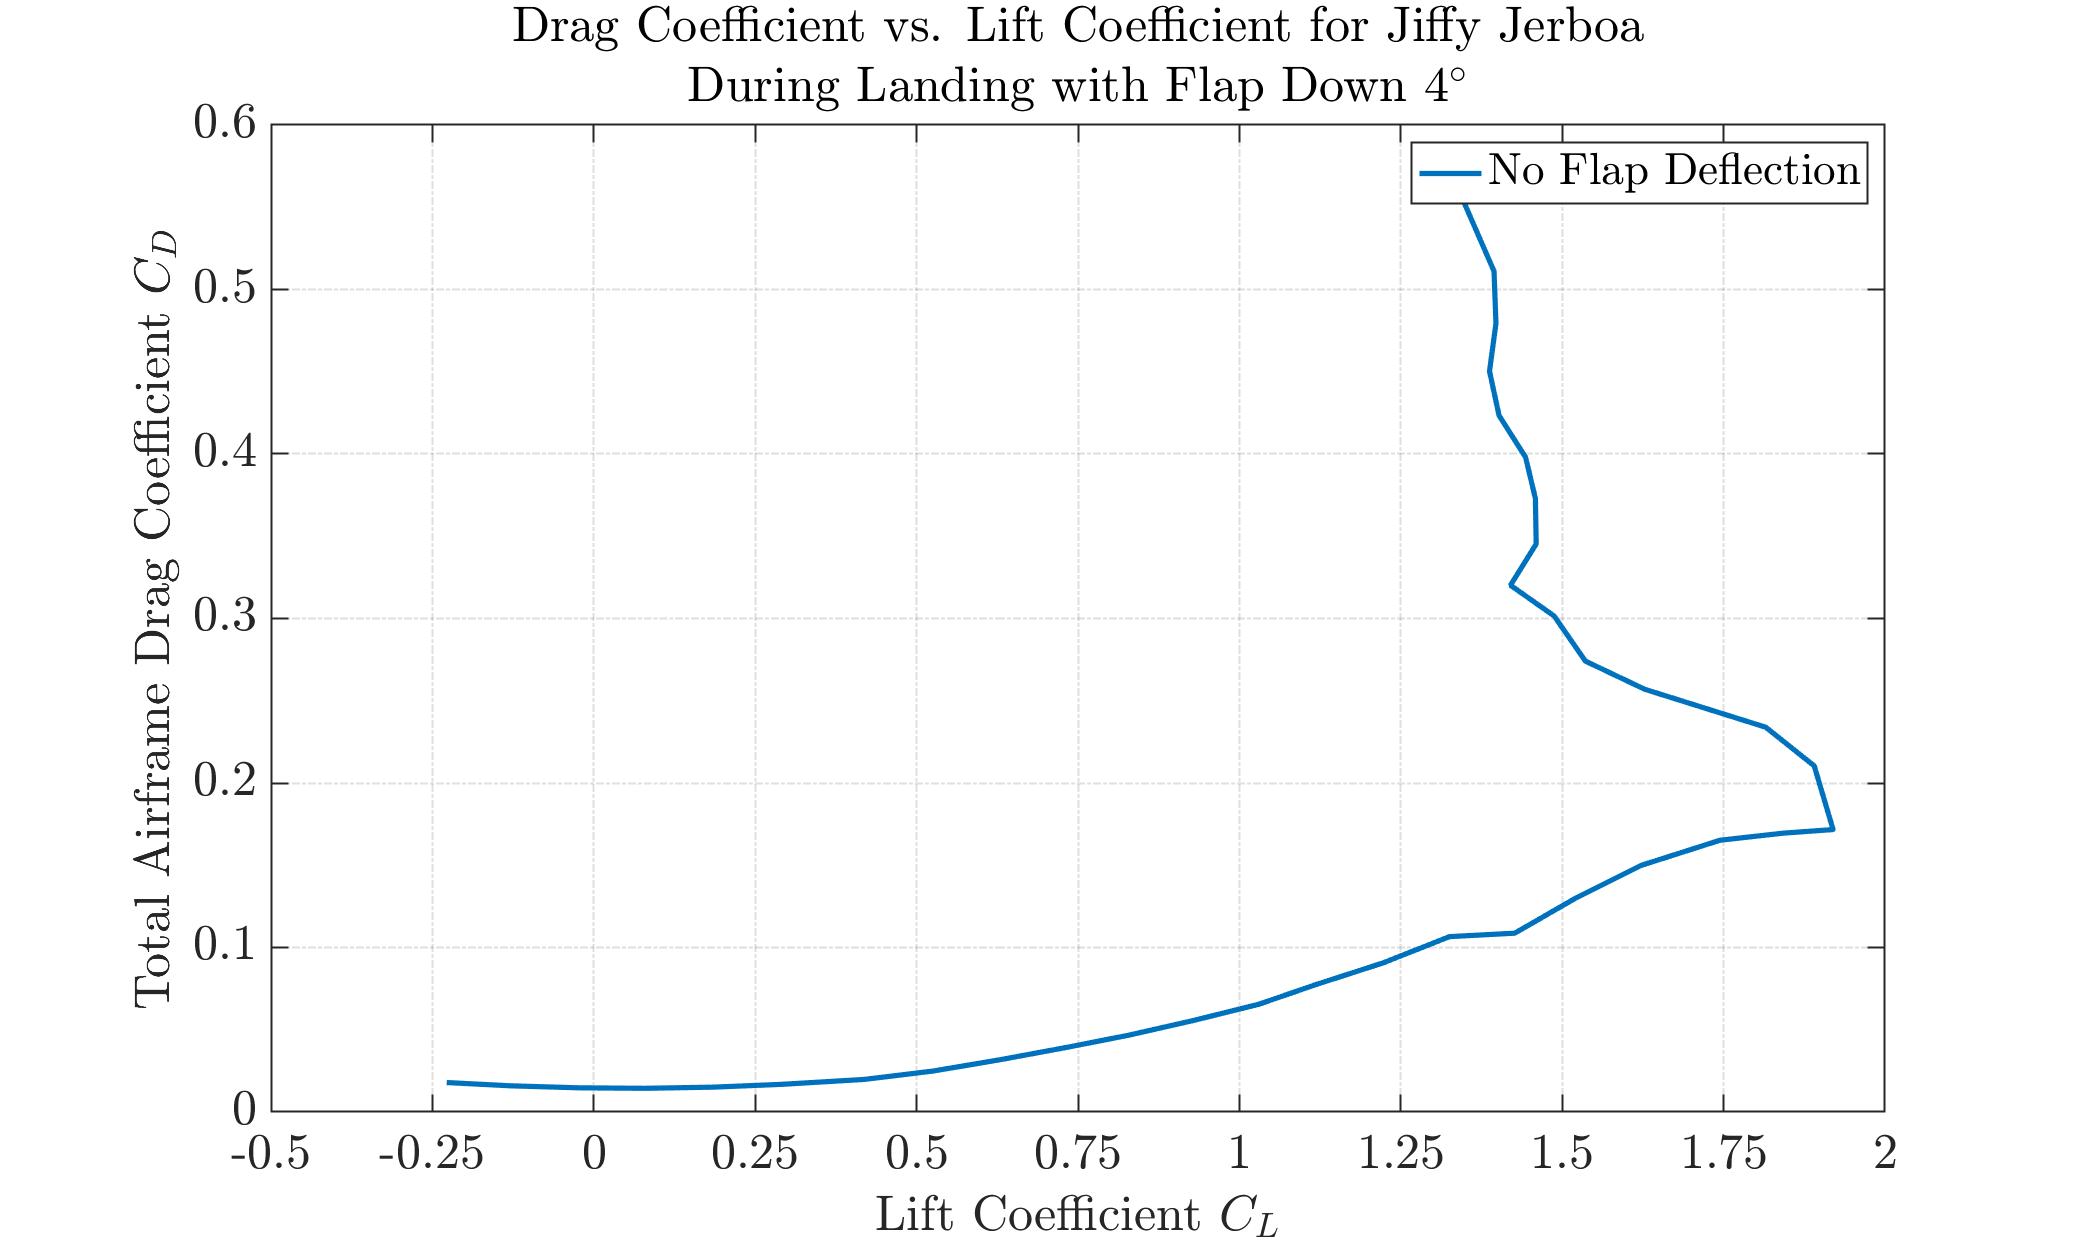 Drag Coefficient vs. Lift Coefficient for Jiffy Jerboa
During Landing with Flap Down 4°
No Flap Deflection
Total Airframe Drag Coefficient C_D
0.6
0.5
0.4
0.3
0.2
0.1
0
-0.5 -0.25 0 0.25 0.5 0.75 1 1.25 1.5 1.75 2
Lift Coefficient C_L